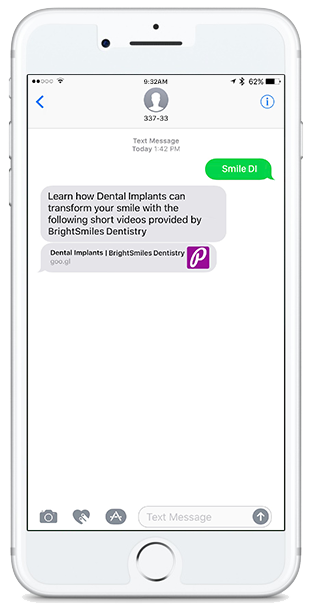 9:32AM
62%
337-33
Text Message
Today 1:42 PM
Smile DI
Learn how Dental Implants can
transform your smile with the
following short videos provided by
BrightSmiles Dentistry
Dental Implants | BrightSmiles Dentistry
goo.gl
Text Message